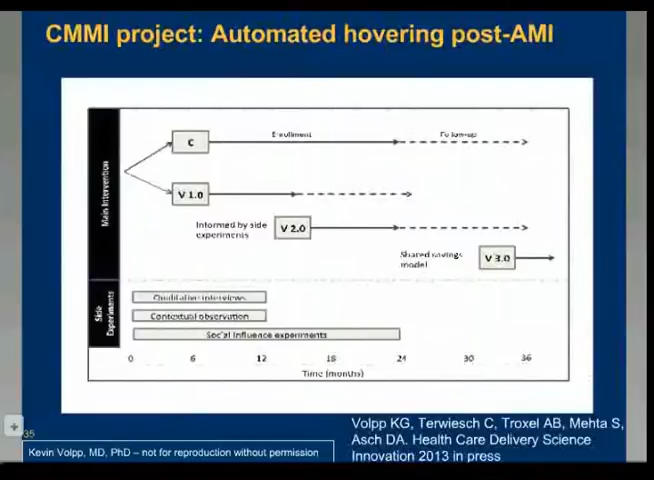 CMMI project: Automated hovering post-AMI
Main Intervention
C
Enrollment
Follow-up
V 1.0
Informed by side
experiments
V 2.0
Shared savings
model
V 3.0
Side
Experiments
Qualitative interviews
Contextual observation
Social influence experiments
0 6 12 18 24 30 36
Time (months)
35
Kevin Volpp, MD, PhD – not for reproduction without permission
Volpp KG, Terwiesch C, Troxel AB, Mehta S,
Asch DA. Health Care Delivery Science
Innovation 2013 in press